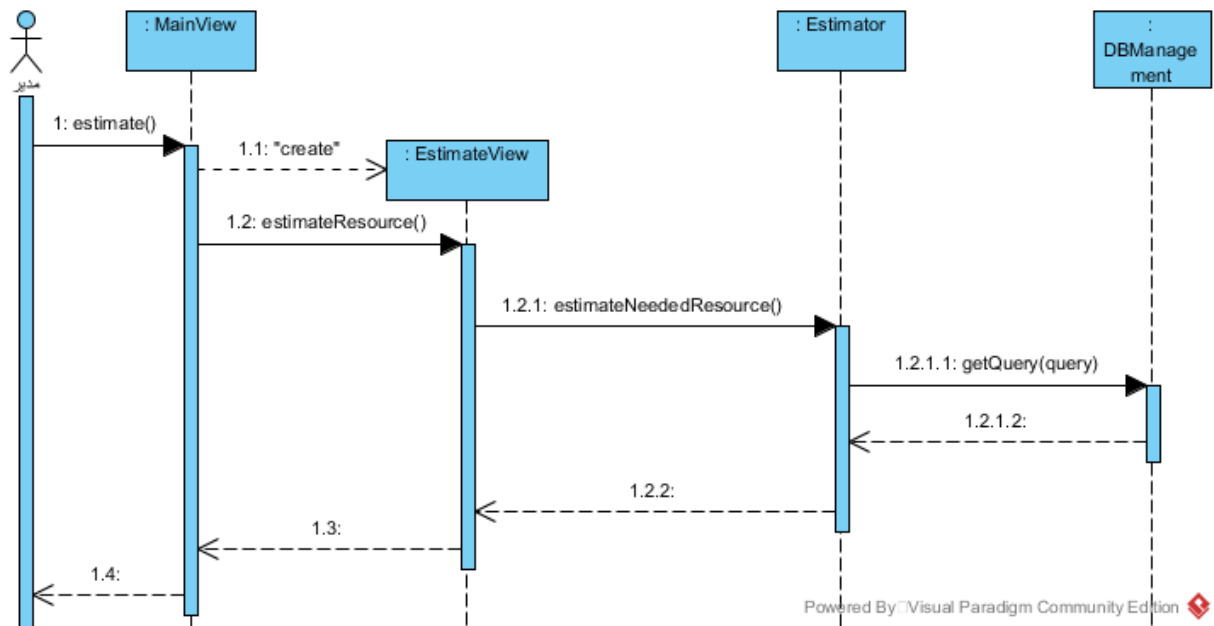 : MainView
: Estimator
:
DBManage
ment
مدیر
1: estimate()
1.1: "create"
: EstimateView
1.2: estimateResource()
1.2.1: estimateNeededResource()
1.2.1.1: getQuery(query)
1.2.1.2:
1.2.2:
1.3:
1.4:
Powered By Visual Paradigm Community Edition